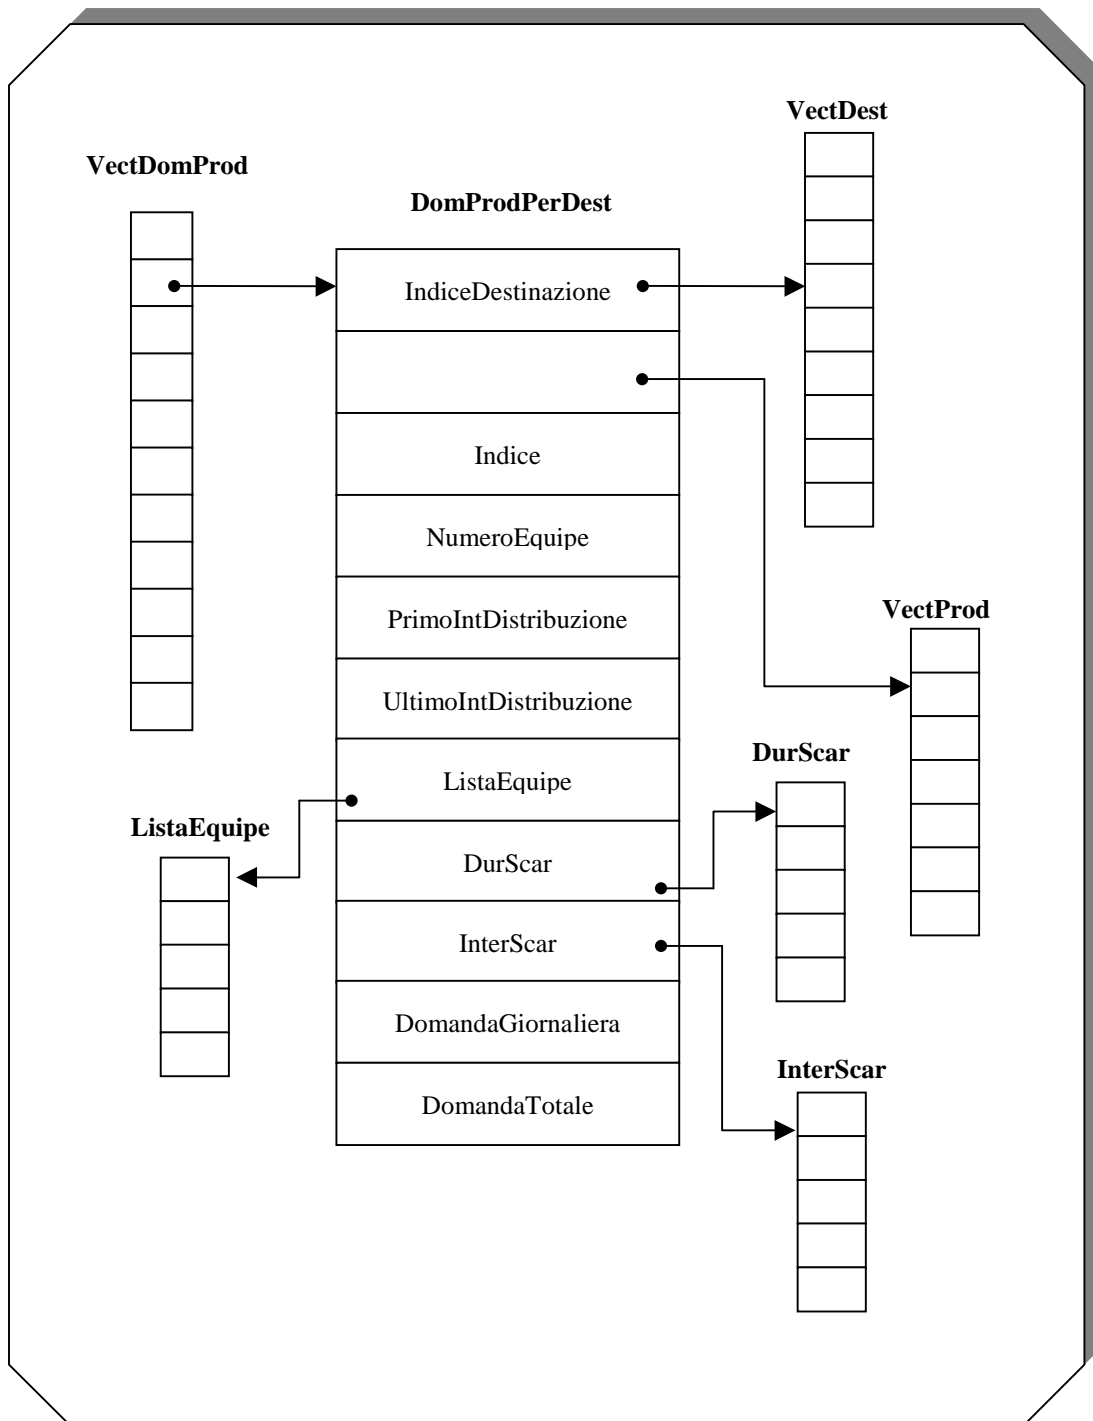 VectDest
VectDomProd
DomProdPerDest
IndiceDestinazione
Indice
NumeroEquipe
PrimoIntDistribuzione
VectProd
UltimoIntDistribuzione
DurScar
ListaEquipe
ListaEquipe
DurScar
InterScar
DomandaGiornaliera
InterScar
DomandaTotale